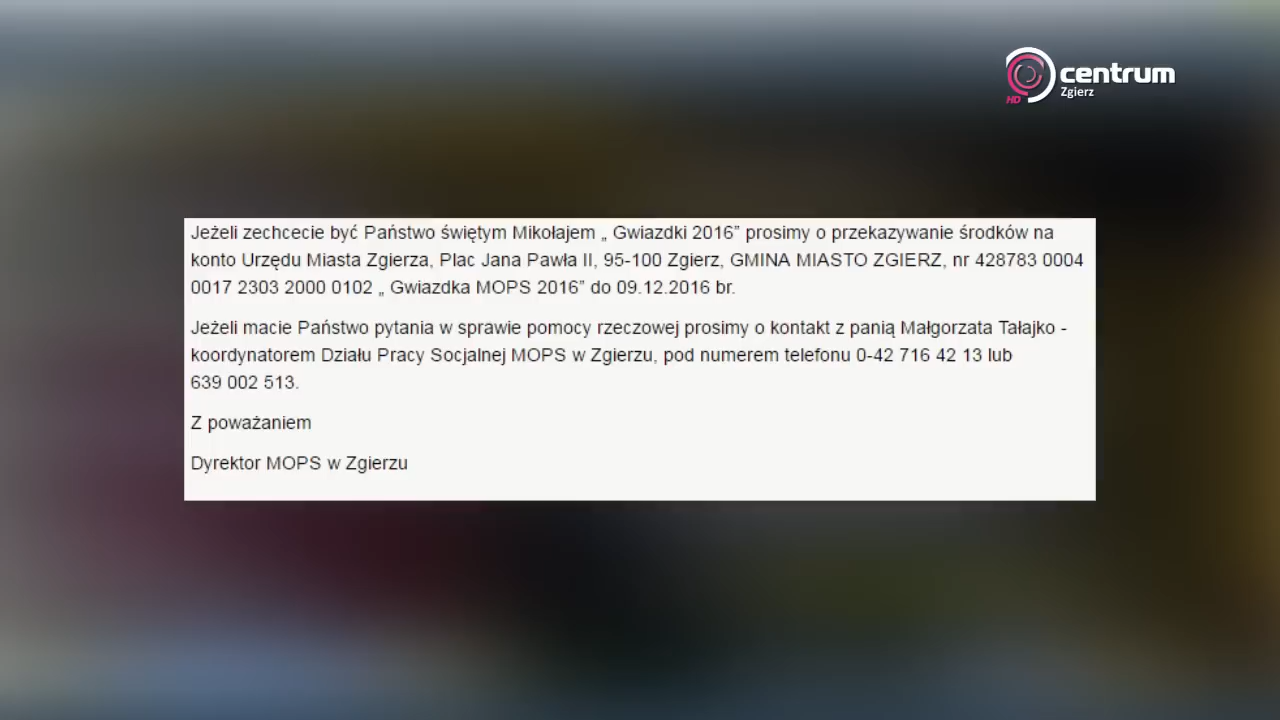 centrum
Zgierz
HD
Jeżeli zechcecie być Państwo świętym Mikołajem „ Gwiazdki 2016” prosimy o przekazywanie środków na
konto Urzędu Miasta Zgierza, Plac Jana Pawła II, 95-100 Zgierz, GMINA MIASTO ZGIERZ, nr 428783 0004
0017 2303 2000 0102 „ Gwiazdka MOPS 2016” do 09.12.2016 br.
Jeżeli macie Państwo pytania w sprawie pomocy rzeczowej prosimy o kontakt z panią Małgorzata Tałajko -
koordynatorem Działu Pracy Socjalnej MOPS w Zgierzu, pod numerem telefonu 0-42 716 42 13 lub
639 002 513.
Z poważaniem
Dyrektor MOPS w Zgierzu